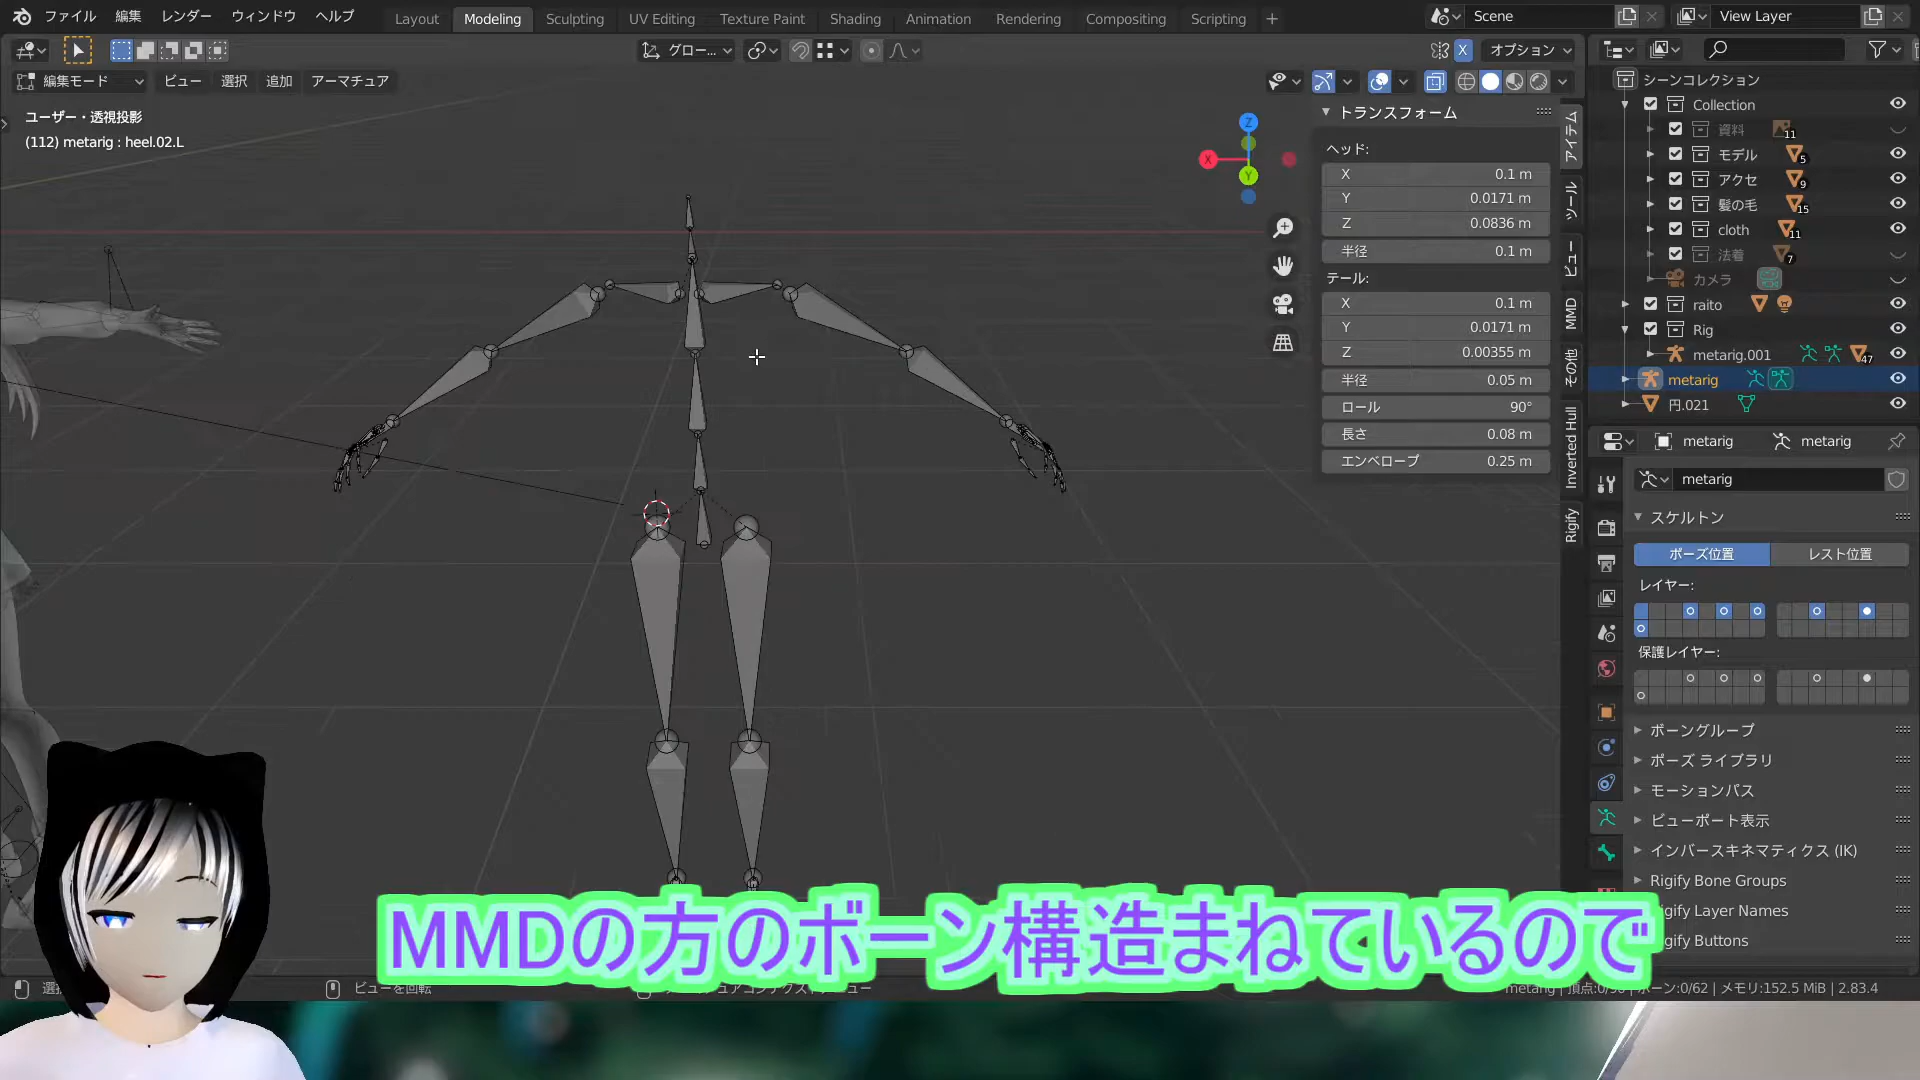 ファイル 編集 レンダー ウィンドウ ヘルプ Layout Modeling Sculpting UV Editing Texture Paint Shading Animation Rendering Compositing Scripting + Scene View Layer
グロー... X オプション
編集モード ビュー 選択 追加 アーマチュア
ユーザー・透視投影
(112) metarig : heel.02.L
Z
X
Y
トランスフォーム
ヘッド:
X 0.1 m
Y 0.0171 m
Z 0.0836 m
半径 0.1 m
テール:
X 0.1 m
Y 0.0171 m
Z 0.00355 m
半径 0.05 m
ロール 90°
長さ 0.08 m
エンベロープ 0.25 m
アイテム
ツール
ビュー
MMD
その他
Inverted Hull
Rigify
シーンコレクション
Collection
資料 11
モデル 5
アクセ 9
髪の毛 15
cloth 11
法着 7
カメラ
raito
Rig
metarig.001 47
metarig
円.021
metarig metarig
metarig
スケルトン
ポーズ位置 レスト位置
レイヤー:
保護レイヤー:
ボーングループ
ポーズ ライブラリ
モーションパス
ビューポート表示
インバースキネマティクス (IK)
Rigify Bone Groups
igify Layer Names
igify Buttons
MMDの方のボーン構造まねているので
ビューを回転
ボーン:0/62 | メモリ:152.5 MiB | 2.83.4